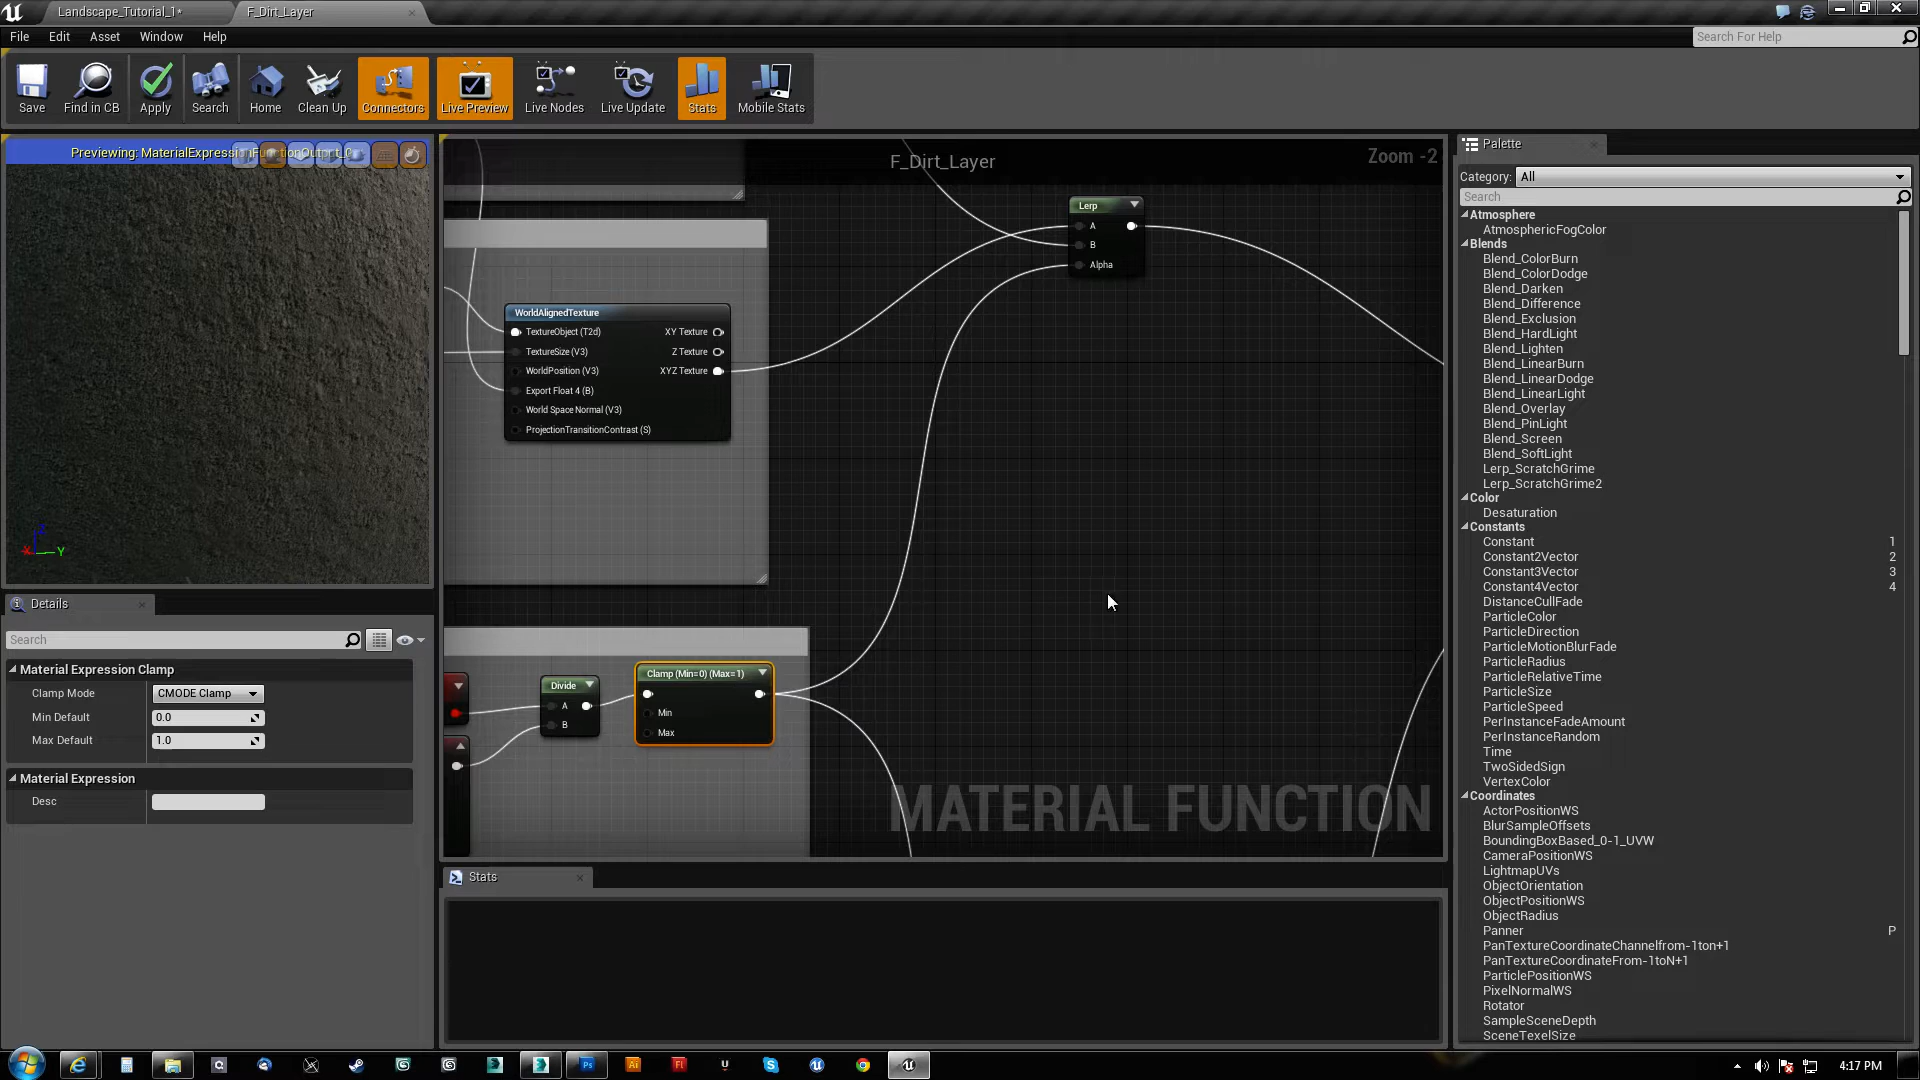 Landscape_Tutorial_1*
F_Dirt_Layer
File Edit Asset Window Help
Search For Help
Save
Find in CB
Apply
Search
Home
Clean Up
Connectors
Live Preview
Live Nodes
Live Update
Stats
Mobile Stats
Previewing: MaterialExpressionFunctionOutput_0
X
Y
Details
Search
Material Expression Clamp
Clamp Mode CMODE Clamp
Min Default 0.0
Max Default 1.0
Material Expression
Desc
F_Dirt_Layer
Zoom -2
Lerp
A
B
Alpha
WorldAlignedTexture
TextureObject (T2d) XY Texture
TextureSize (V3) Z Texture
WorldPosition (V3) XYZ Texture
Export Float 4 (B)
World Space Normal (V3)
ProjectionTransitionContrast (S)
Divide
A
B
Clamp (Min=0) (Max=1)
Min
Max
MATERIAL FUNCTION
Stats
Palette
Category: All
Search
Atmosphere
AtmosphericFogColor
Blends
Blend_ColorBurn
Blend_ColorDodge
Blend_Darken
Blend_Difference
Blend_Exclusion
Blend_HardLight
Blend_Lighten
Blend_LinearBurn
Blend_LinearDodge
Blend_LinearLight
Blend_Overlay
Blend_PinLight
Blend_Screen
Blend_SoftLight
Lerp_ScratchGrime
Lerp_ScratchGrime2
Color
Desaturation
Constants
Constant 1
Constant2Vector 2
Constant3Vector 3
Constant4Vector 4
DistanceCullFade
ParticleColor
ParticleDirection
ParticleMotionBlurFade
ParticleRadius
ParticleRelativeTime
ParticleSize
ParticleSpeed
PerInstanceFadeAmount
PerInstanceRandom
Time
TwoSidedSign
VertexColor
Coordinates
ActorPositionWS
BlurSampleOffsets
BoundingBoxBased_0-1_UVW
CameraPositionWS
LightmapUVs
ObjectOrientation
ObjectPositionWS
ObjectRadius
Panner P
PanTextureCoordinateChannelfrom-1ton+1
PanTextureCoordinateFrom-1toN+1
ParticlePositionWS
PixelNormalWS
Rotator
SampleSceneDepth
SceneTexelSize
Ps
Ai
Fl
4:17 PM